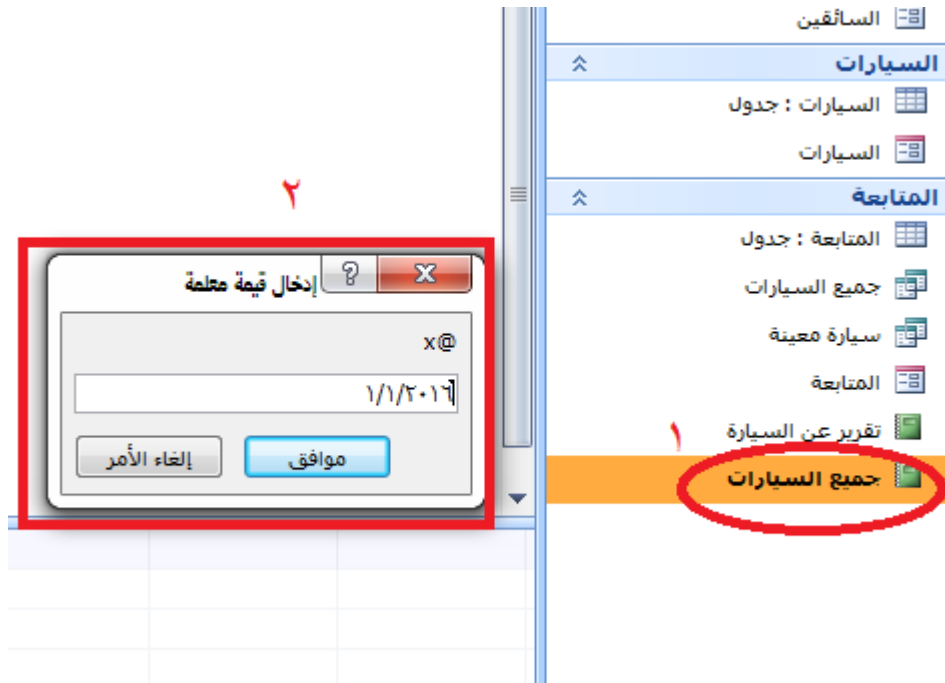 السائقين
السيارات
السيارات : جدول
السيارات
المتابعة
المتابعة : جدول
جميع السيارات
سيارة معينة
المتابعة
تقرير عن السيارة
١
جميع السيارات
٢
إدخال قيمة معلمة
x@
١/١/٢٠١٦
موافق
إلغاء الأمر